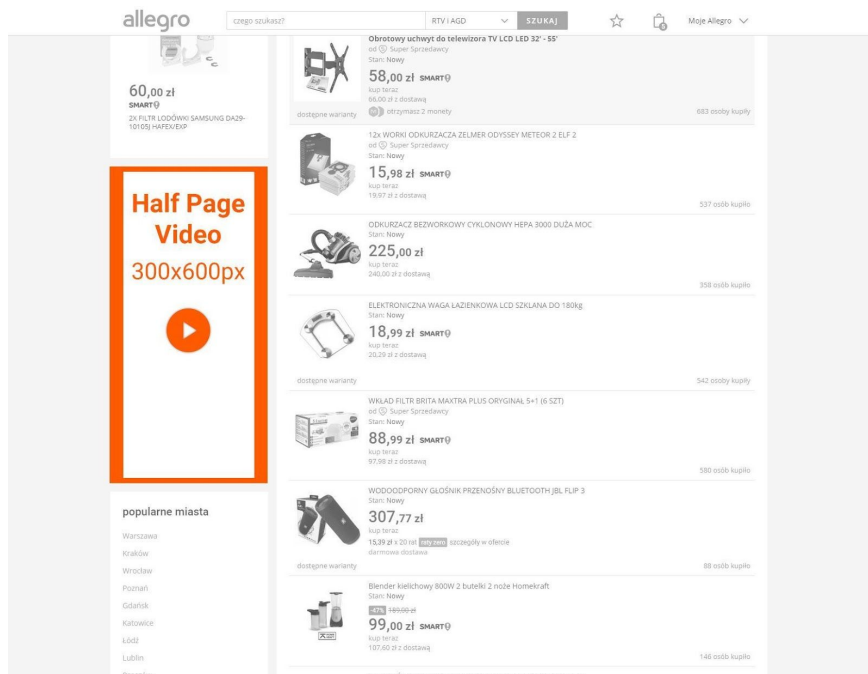 allegro
czego szukasz?
RTV i AGD
SZUKAJ
6
Moje Allegro
60,00 zł
SMART
2X FILTR LODÓWKI SAMSUNG DA29-
10105J HAFEX/EXP
Half Page
Video
300x600px
popularne miasta
Warszawa
Kraków
Wrocław
Poznań
Gdańsk
Katowice
Łódź
Lublin
Obrotowy uchwyt do telewizora TV LCD LED 32' - 55'
od Super Sprzedawcy
Stan: Nowy
58,00 zł SMART
kup teraz
66,00 zł z dostawą
otrzymasz 2 monety
dostępne warianty
683 osoby kupiły
12x WORKI ODKURZACZA ZELMER ODYSSEY METEOR 2 ELF 2
od Super Sprzedawcy
Stan: Nowy
15,98 zł SMART
kup teraz
19,97 zł z dostawą
537 osób kupiło
ODKURZACZ BEZWORKOWY CYKLONOWY HEPA 3000 DUŻA MOC
Stan: Nowy
225,00 zł
kup teraz
240,00 zł z dostawą
358 osób kupiło
ELEKTRONICZNA WAGA ŁAZIENKOWA LCD SZKLANA DO 180kg
Stan: Nowy
18,99 zł SMART
kup teraz
20,29 zł z dostawą
dostępne warianty
542 osoby kupiły
WKŁAD FILTR BRITA MAXTRA PLUS ORYGINAŁ 5+1 (6 SZT)
od Super Sprzedawcy
Stan: Nowy
88,99 zł SMART
kup teraz
97,98 zł z dostawą
580 osób kupiło
WODOODPORNY GŁOŚNIK PRZENOŚNY BLUETOOTH JBL FLIP 3
Stan: Nowy
307,77 zł
kup teraz
15,39 zł x 20 rat raty zero szczegóły w ofercie
darmowa dostawa
dostępne warianty
88 osób kupiło
Blender kielichowy 800W 2 butelki 2 noże Homekraft
Stan: Nowy
-47% 189,00 zł
99,00 zł SMART
kup teraz
107,60 zł z dostawą
146 osób kupiło